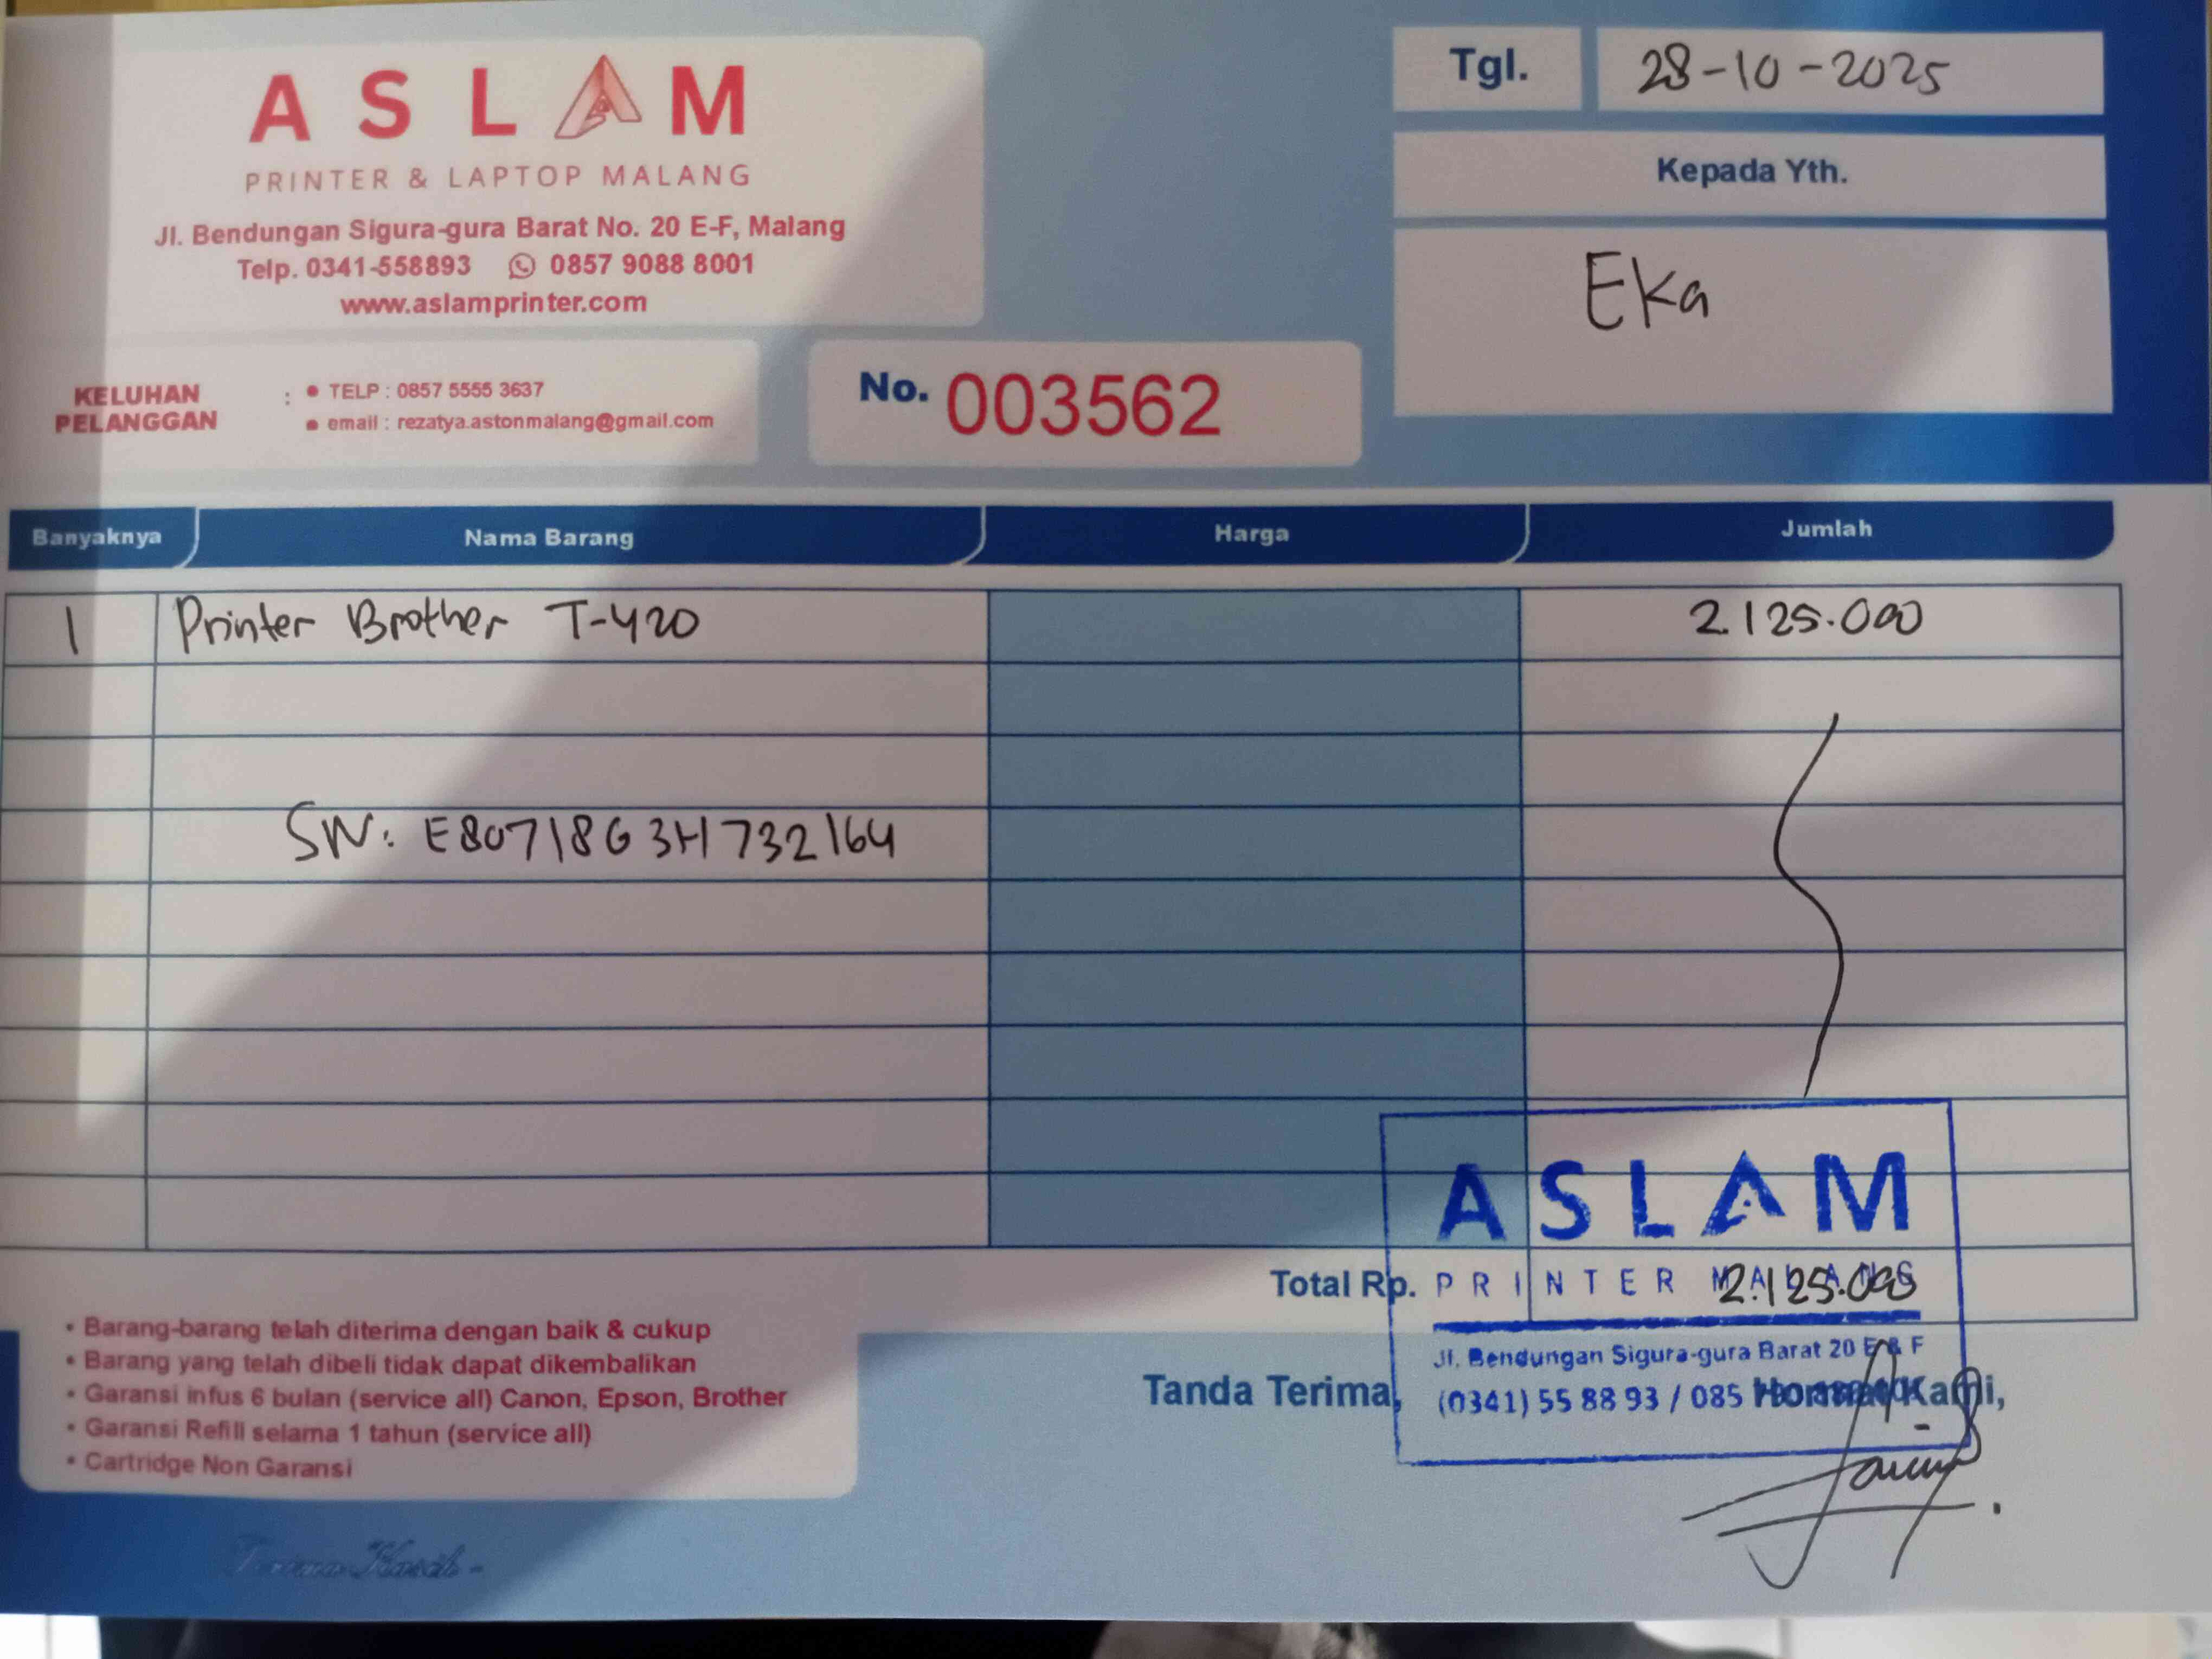 ASLAM
PRINTER & LAPTOP MALANG
Jl. Bendungan Sigura-gura Barat No. 20 E-F, Malang
Telp. 0341-558893 0857 9088 8001
www.aslamprinter.com
Tgl. 28-10-2025
Kepada Yth.
Eka
KELUHAN PELANGGAN :
• TELP : 0857 5555 3637
• email : rezatya.astonmalang@gmail.com
No. 003562
Banyaknya Nama Barang Harga Jumlah
1 Printer Brother T-420 2.125.000
SN: E80718G3H732164
ASLAM
PRINTER MALANG
Total Rp. 2.125.000
Jl. Bendungan Sigura-gura Barat 20 E & F
(0341) 55 88 93 / 085
Tanda Terima, Hormat Kami,
• Barang-barang telah diterima dengan baik & cukup
• Barang yang telah dibeli tidak dapat dikembalikan
• Garansi infus 6 bulan (service all) Canon, Epson, Brother
• Garansi Refill selama 1 tahun (service all)
• Cartridge Non Garansi
Terima Kasih -